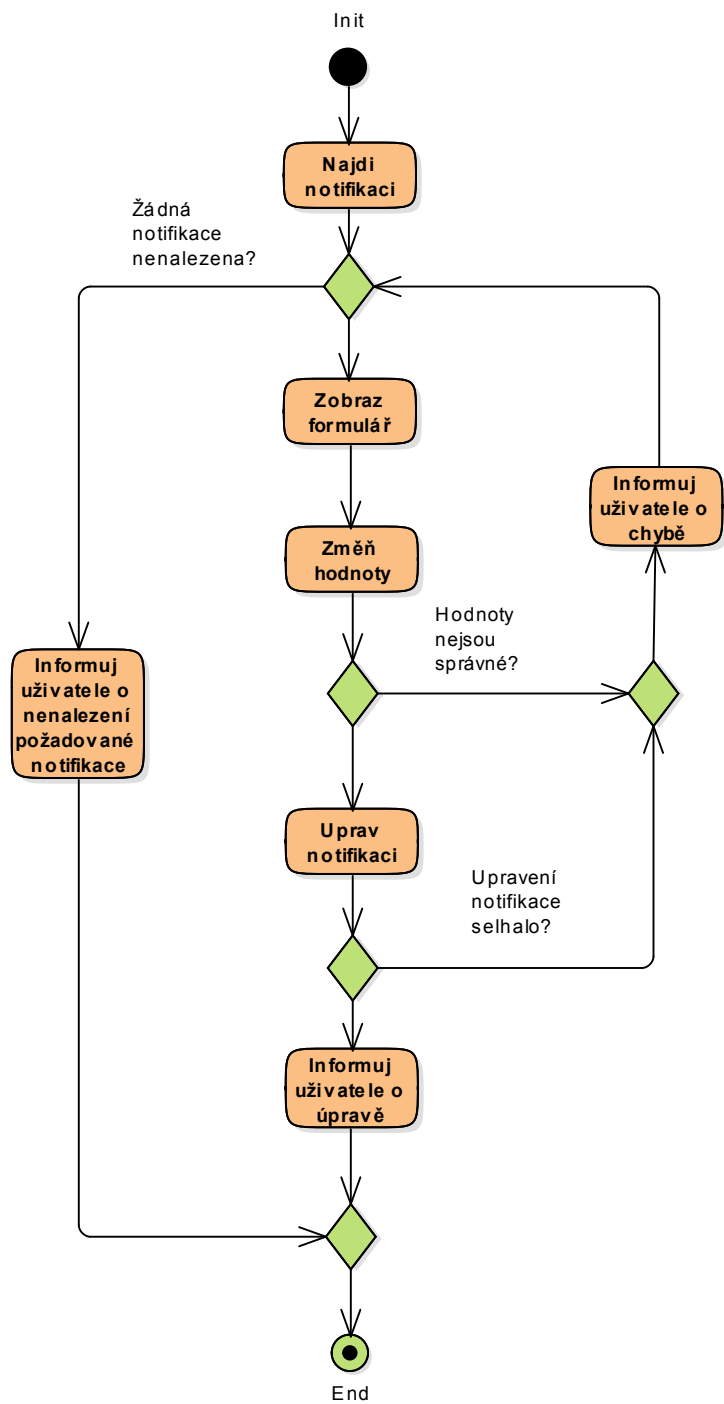 Init
Najdi
notifikaci
Žádná
notifikace
nenalezena?
Zobraz
formulář
Informuj
uživatele o
chybě
Změň
hodnoty
Hodnoty
nejsou
správné?
Informuj
uživatele o
nenalezení
požadované
notifikace
Uprav
notifikaci
Upravení
notifikace
selhalo?
Informuj
uživatele o
úpravě
End